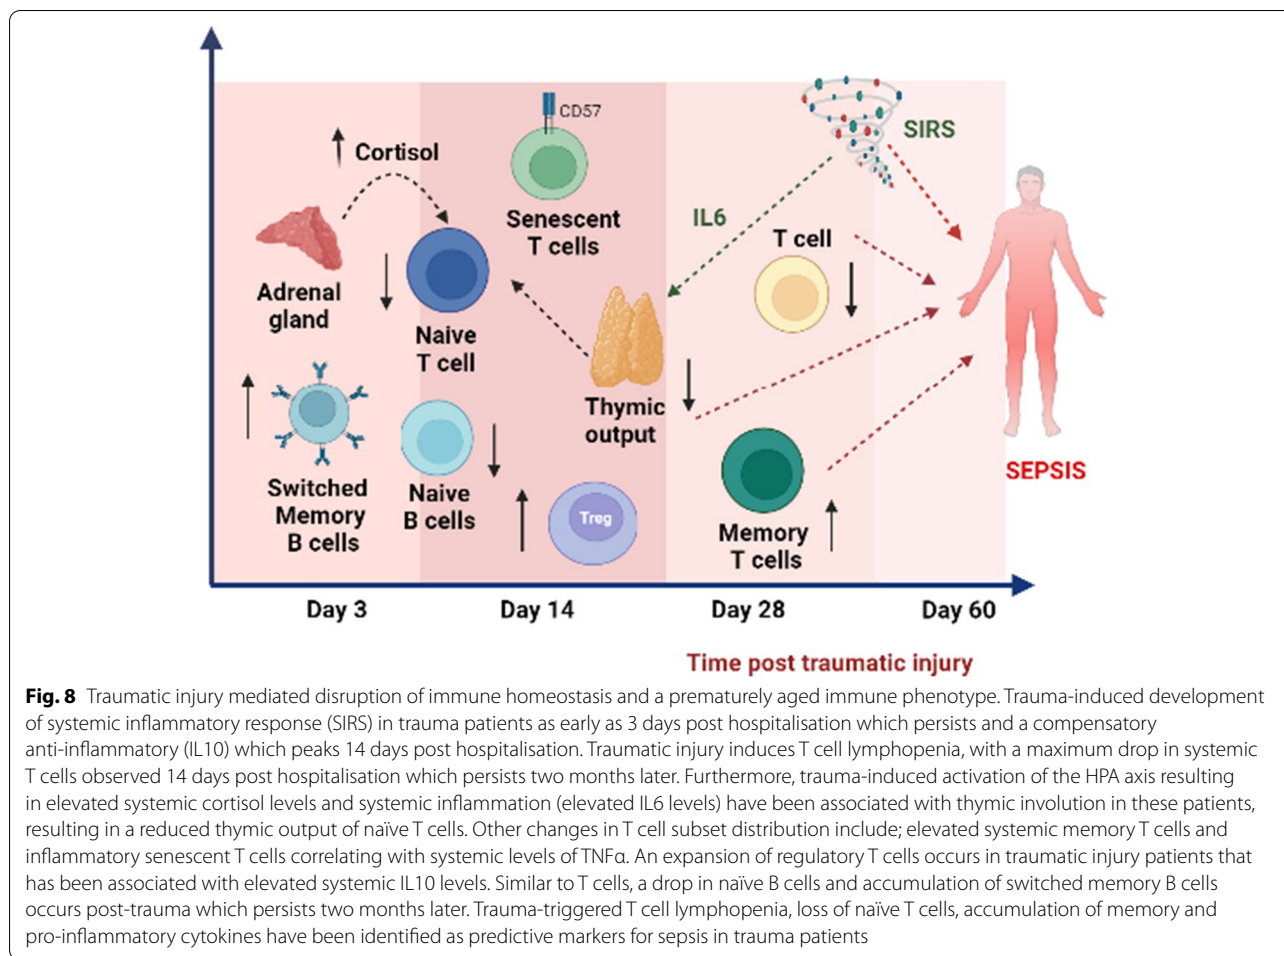 CD57
SIRS
Cortisol
Senescent
T cells
IL6
T cell
Adrenal
gland
Naive
T cell
Thymic
output
SEPSIS
Switched
Memory
B cells
Naive
B cells
Treg
Memory
T cells
Day 3
Day 14
Day 28
Day 60
Time post traumatic injury
Fig. 8 Traumatic injury mediated disruption of immune homeostasis and a prematurely aged immune phenotype. Trauma-induced development
of systemic inflammatory response (SIRS) in trauma patients as early as 3 days post hospitalisation which persists and a compensatory
anti-inflammatory (IL10) which peaks 14 days post hospitalisation. Traumatic injury induces T cell lymphopenia, with a maximum drop in systemic
T cells observed 14 days post hospitalisation which persists two months later. Furthermore, trauma-induced activation of the HPA axis resulting
in elevated systemic cortisol levels and systemic inflammation (elevated IL6 levels) have been associated with thymic involution in these patients,
resulting in a reduced thymic output of naïve T cells. Other changes in T cell subset distribution include; elevated systemic memory T cells and
inflammatory senescent T cells correlating with systemic levels of TNFα. An expansion of regulatory T cells occurs in traumatic injury patients that
has been associated with elevated systemic IL10 levels. Similar to T cells, a drop in naïve B cells and accumulation of switched memory B cells
occurs post-trauma which persists two months later. Trauma-triggered T cell lymphopenia, loss of naïve T cells, accumulation of memory and
pro-inflammatory cytokines have been identified as predictive markers for sepsis in trauma patients